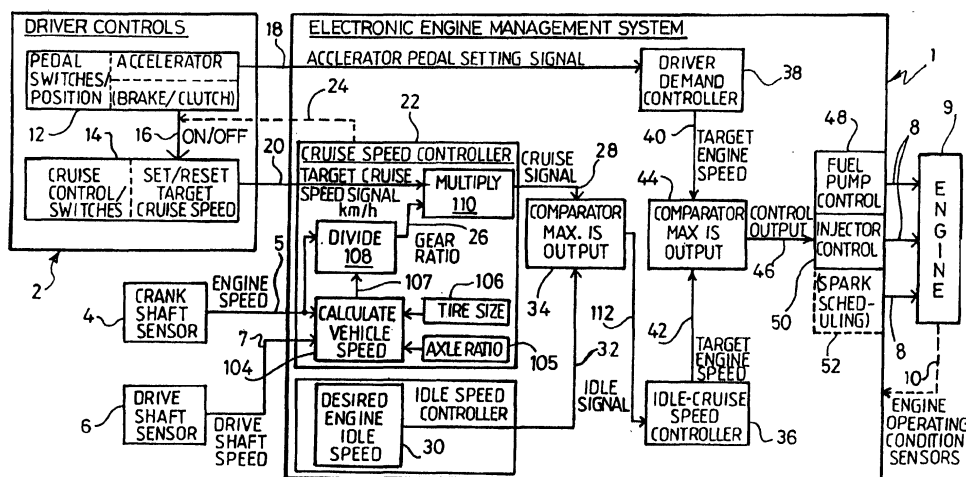 DRIVER CONTROLS
PEDAL SWITCHES/ POSITION
ACCELERATOR
(BRAKE/CLUTCH)
12
16
ON/OFF
14
CRUISE CONTROL/ SWITCHES
SET/RESET TARGET CRUISE SPEED
2
18
20
24
ELECTRONIC ENGINE MANAGEMENT SYSTEM
ACCLERATOR PEDAL SETTING SIGNAL
DRIVER DEMAND CONTROLLER
38
40
TARGET ENGINE SPEED
22
CRUISE SPEED CONTROLLER
TARGET CRUISE SPEED SIGNAL km/h
MULTIPLY
110
CRUISE SIGNAL
28
DIVIDE
108
26
GEAR RATIO
107
106
TIRE SIZE
CALCULATE VEHICLE SPEED
104
AXLE RATIO
105
COMPARATOR MAX. IS OUTPUT
34
112
32
44
COMPARATOR MAX IS OUTPUT
CONTROL OUTPUT
46
42
TARGET ENGINE SPEED
IDLE-CRUISE SPEED CONTROLLER
36
DESIRED ENGINE IDLE SPEED
30
IDLE SPEED CONTROLLER
IDLE SIGNAL
CRANK SHAFT SENSOR
4
ENGINE SPEED
5
DRIVE SHAFT SENSOR
6
7
DRIVE SHAFT SPEED
48
FUEL PUMP CONTROL
INJECTOR CONTROL
50
(SPARK SCHED- ULING)
52
1
8
9
ENGINE
8
10
ENGINE OPERATING CONDITION SENSORS